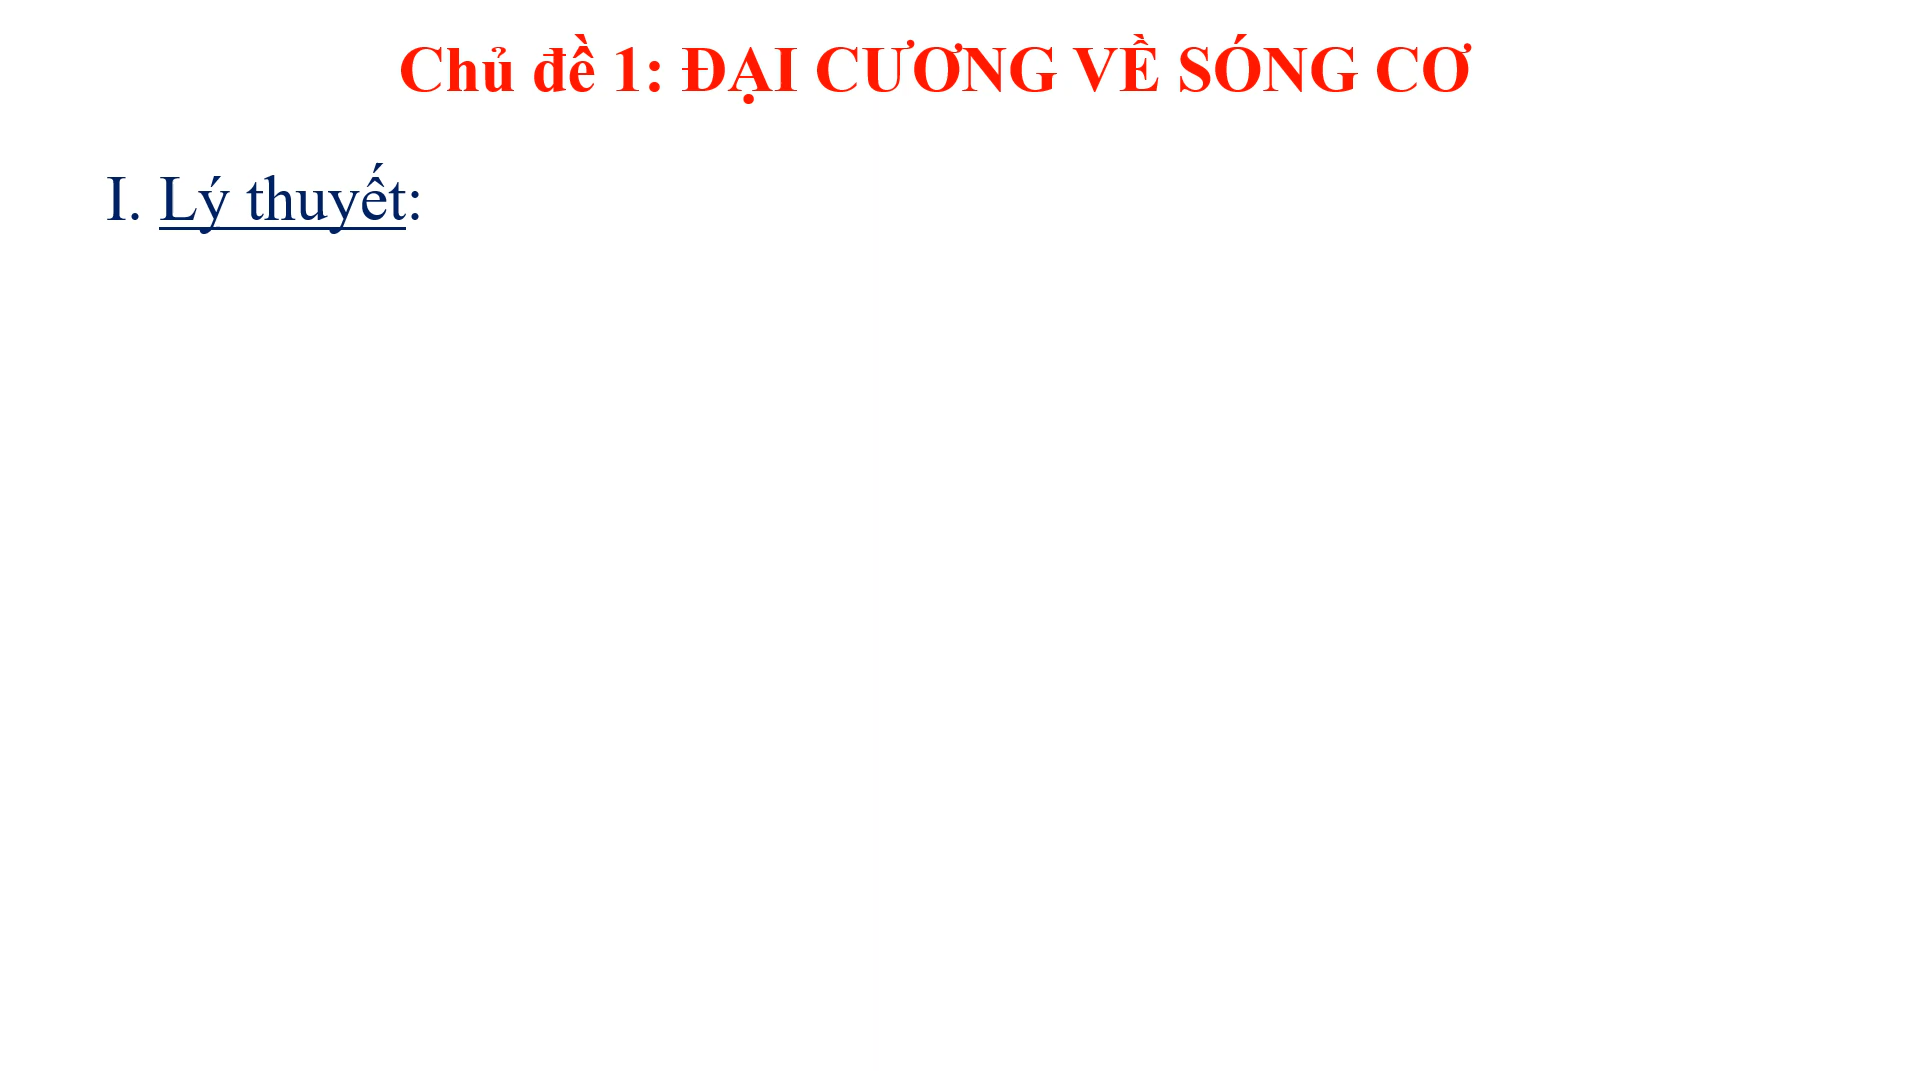 Chủ đề 1: ĐẠI CƯƠNG VỀ SÓNG CƠ
I. Lý thuyết: